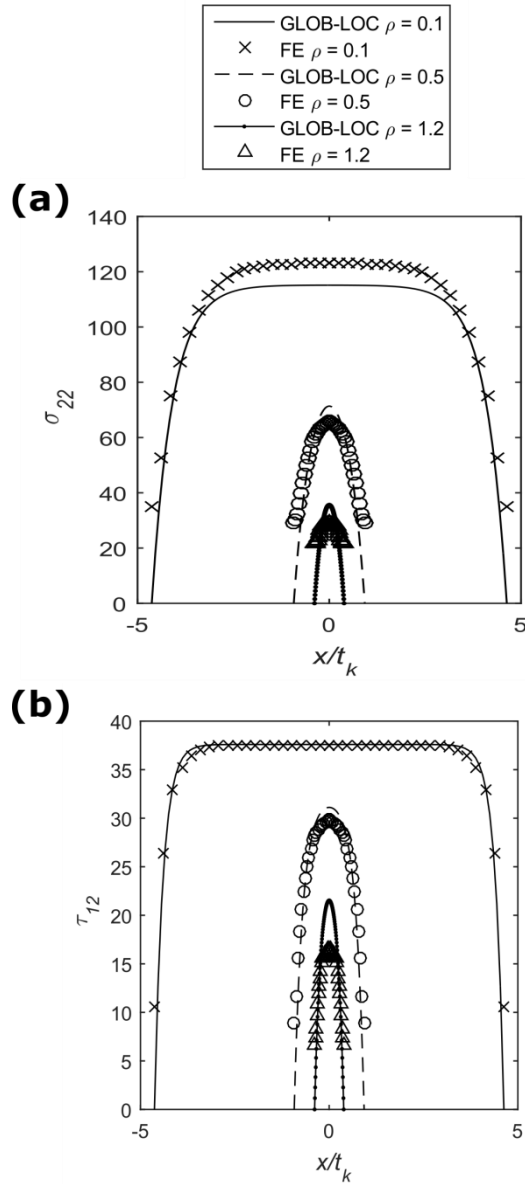 GLOB-LOC ρ = 0.1
FE ρ = 0.1
GLOB-LOC ρ = 0.5
FE ρ = 0.5
GLOB-LOC ρ = 1.2
FE ρ = 1.2
(a)
140
120
100
80
60
40
20
0
σ22
-5
0
5
x/tk
(b)
40
35
30
25
20
15
10
5
0
τ12
-5
0
5
x/tk